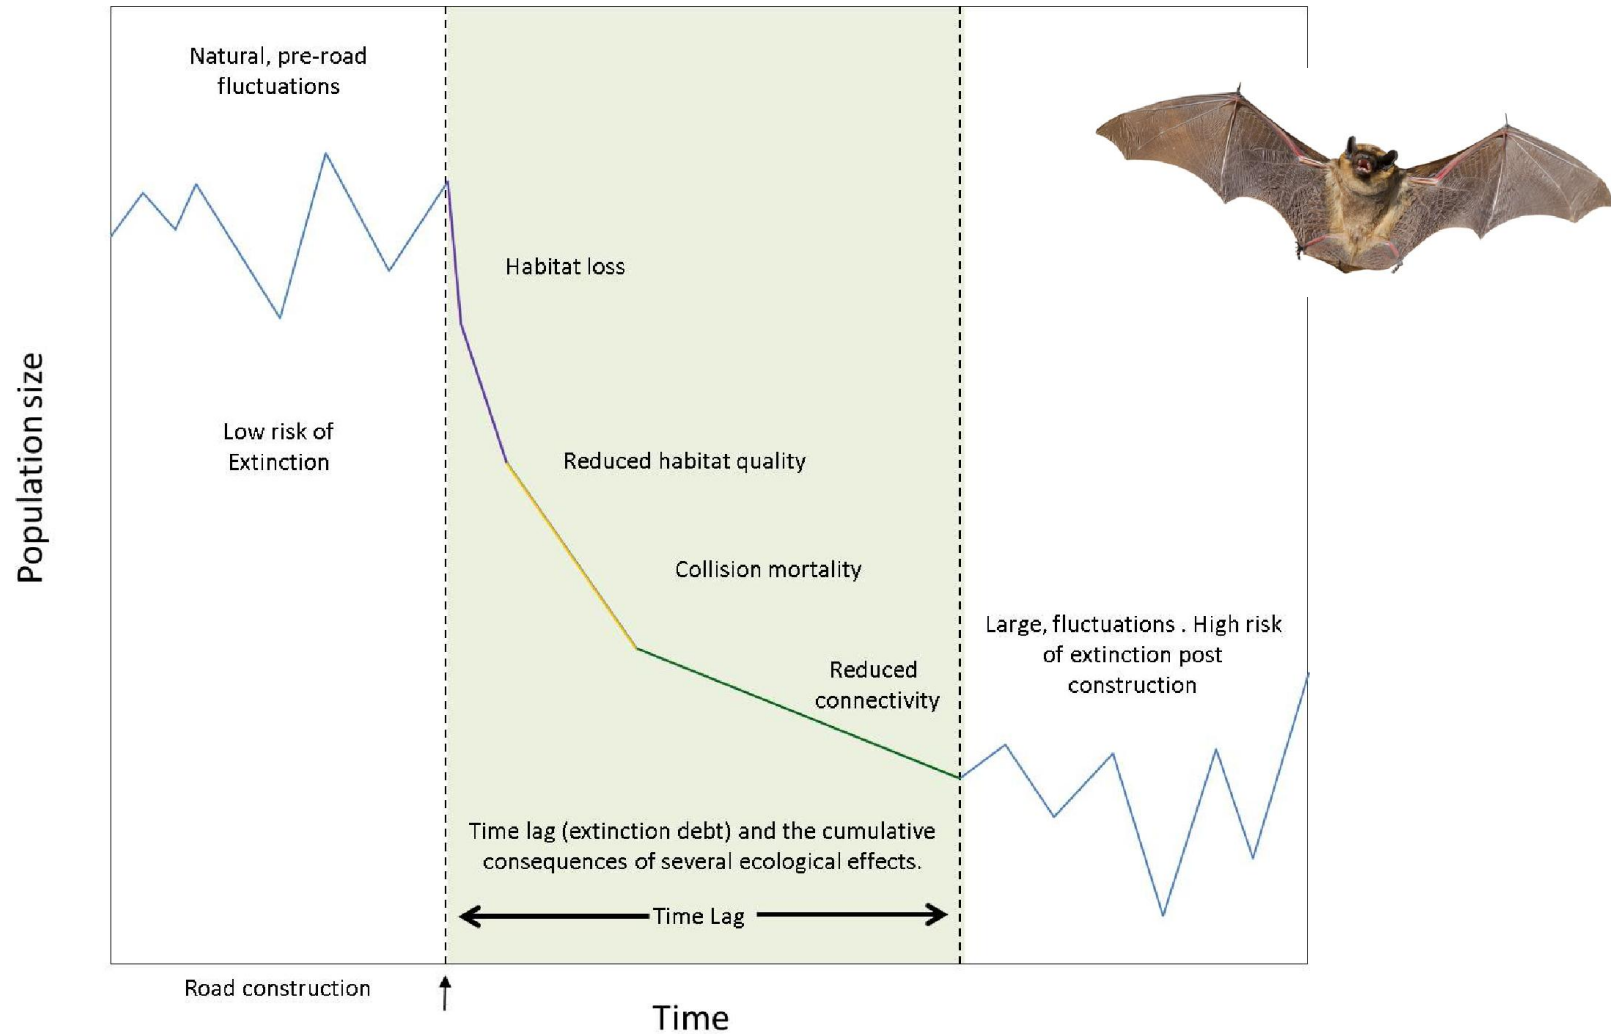 Natural, pre-road
fluctuations
Habitat loss
Low risk of
Extinction
Reduced habitat quality
Collision mortality
Reduced
connectivity
Large, fluctuations . High risk
of extinction post
construction
Time lag (extinction debt) and the cumulative
consequences of several ecological effects.
Time Lag
Road construction
Time
Population size